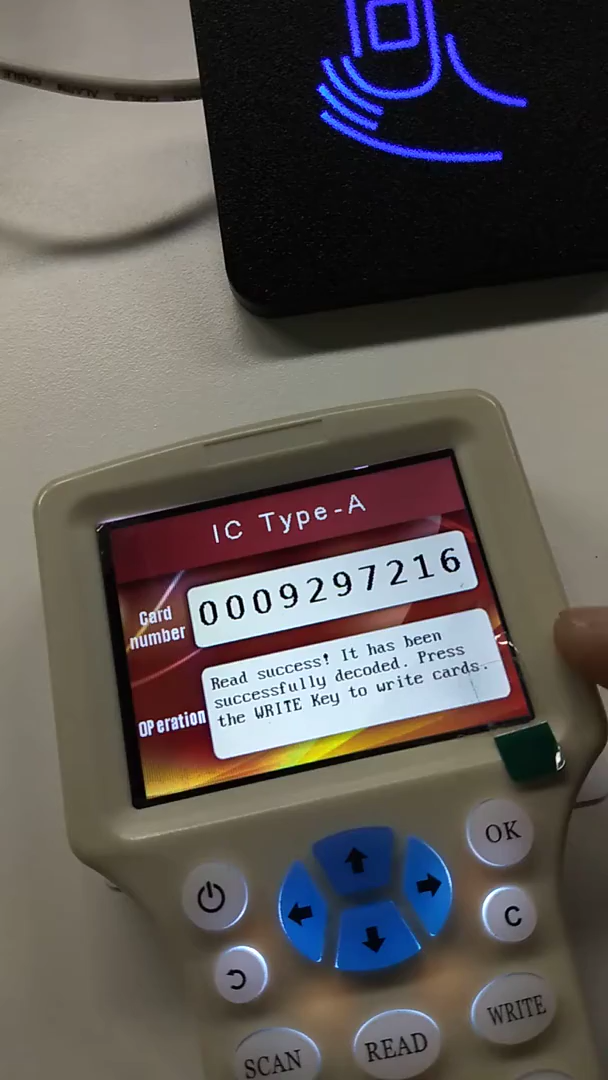 IC Type-A
Card
number
0009297216
OPeration
Read success! It has been
successfully decoded. Press
the WRITE Key to write cards.
OK
C
WRITE
READ
SCAN